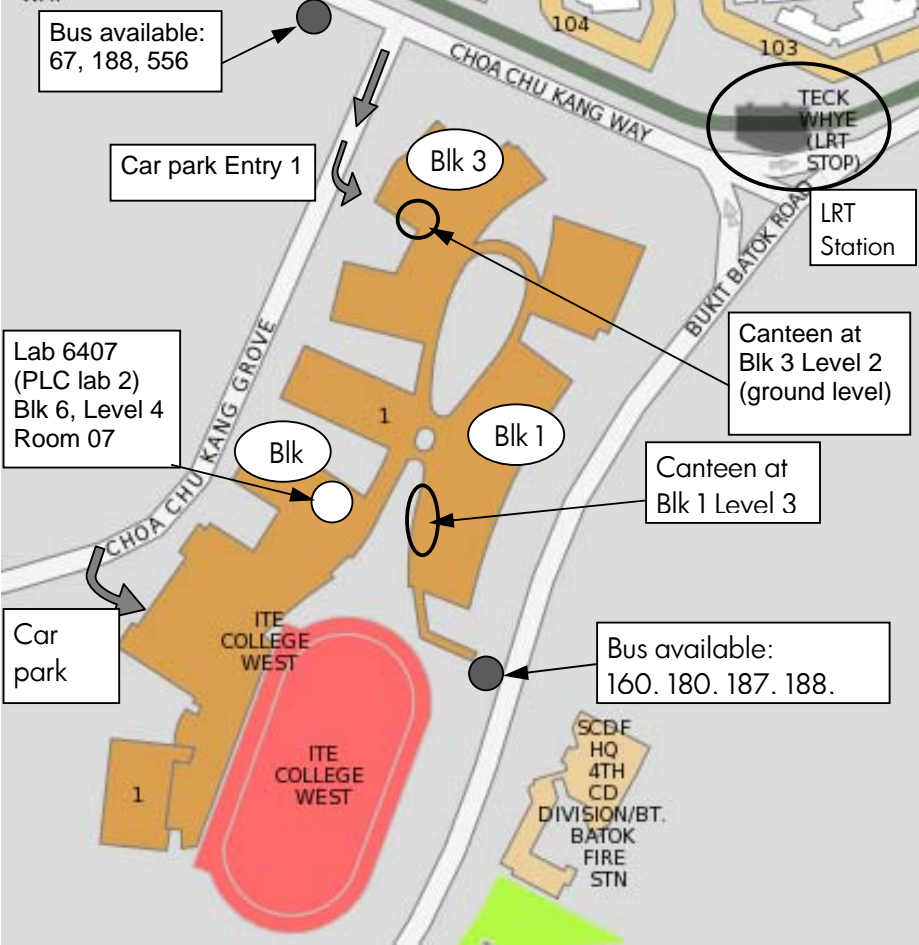 Bus available:
67, 188, 556
104
103
CHOA CHU KANG WAY
TECK
WHYE
(LRT
STOP)
Car park Entry 1
Blk 3
LRT
Station
BUKIT BATOK ROAD
Canteen at
Blk 3 Level 2
(ground level)
Lab 6407
(PLC lab 2)
Blk 6, Level 4
Room 07
CHOA CHU KANG GROVE
1
Blk 1
Blk
Canteen at
Blk 1 Level 3
Car
park
ITE
COLLEGE
WEST
Bus available:
160. 180. 187. 188.
ITE
COLLEGE
WEST
1
SCDF
HQ
4TH
CD
DIVISION/BT.
BATOK
FIRE
STN